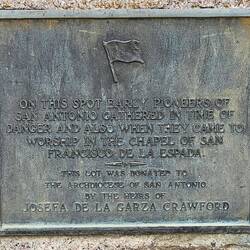 ON THIS SPOT EARLY PIONEERS OF
SAN ANTONIO GATHERED IN TIME OF
DANGER AND ALSO WHEN THEY CAME TO
WORSHIP IN THE CHAPEL OF SAN
FRANCISCO DE LA ESPADA.
THIS LOT WAS DONATED TO
THE ARCHDIOCESE OF SAN ANTONIO
BY THE HEIRS OF
JOSEFA DE LA GARZA CRAWFORD